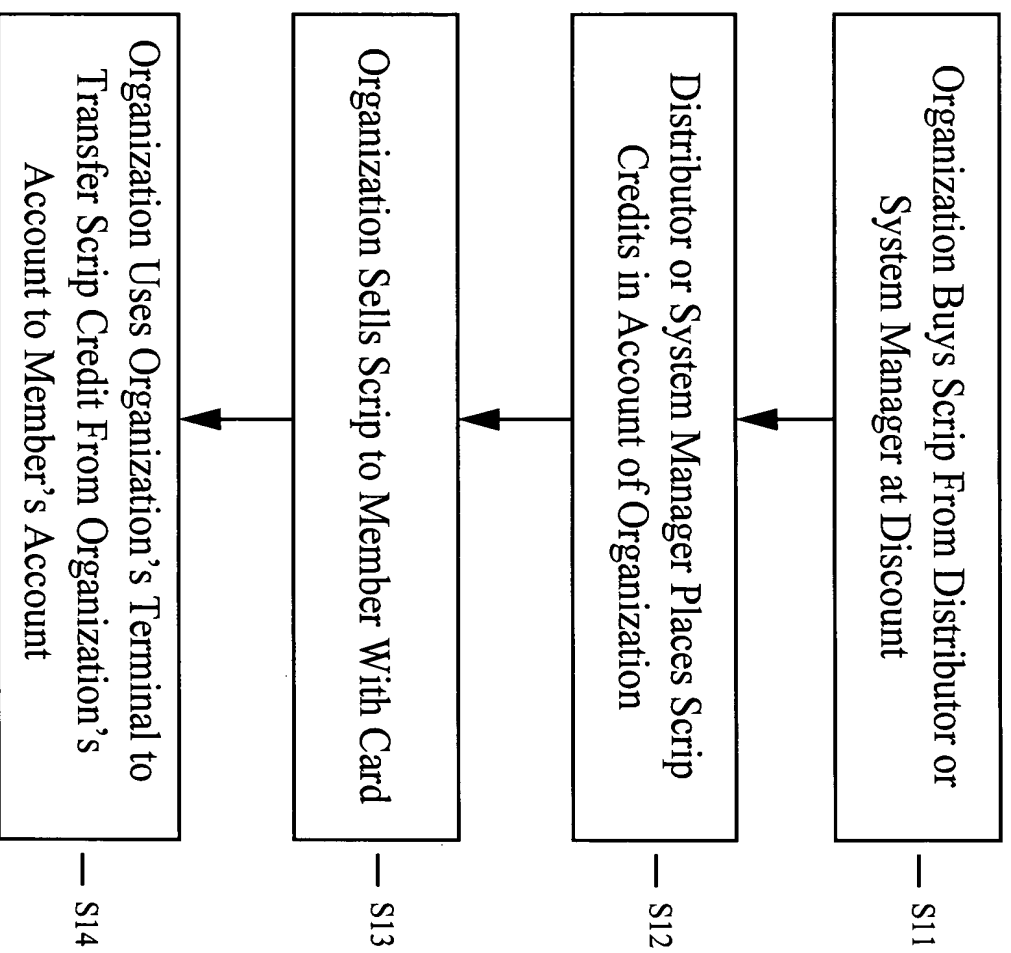 Organization Buys Scrip From Distributor or
System Manager at Discount
S11
Distributor or System Manager Places Scrip
Credits in Account of Organization
S12
Organization Sells Scrip to Member With Card
S13
Organization Uses Organization's Terminal to
Transfer Scrip Credit From Organization's
Account to Member's Account
S14